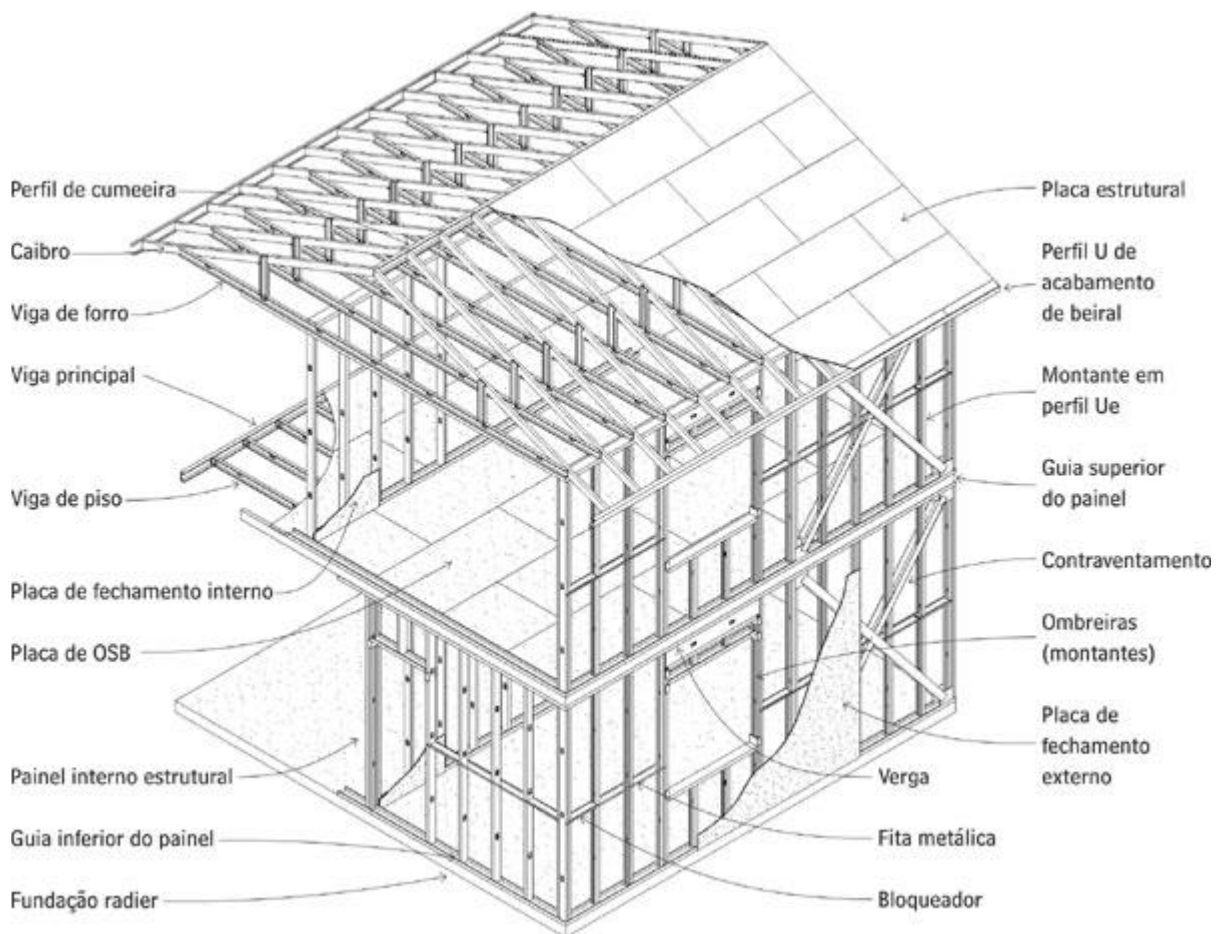 Perfil de cumeeira
Caibro
Viga de forro
Viga principal
Viga de piso
Placa de fechamento interno
Placa de OSB
Painel interno estrutural
Guia inferior do painel
Fundação radier
Placa estrutural
Perfil U de
acabamento
de beiral
Montante em
perfil Ue
Guia superior
do painel
Contraventamento
Ombreiras
(montantes)
Placa de
fechamento
externo
Verga
Fita metálica
Bloqueador